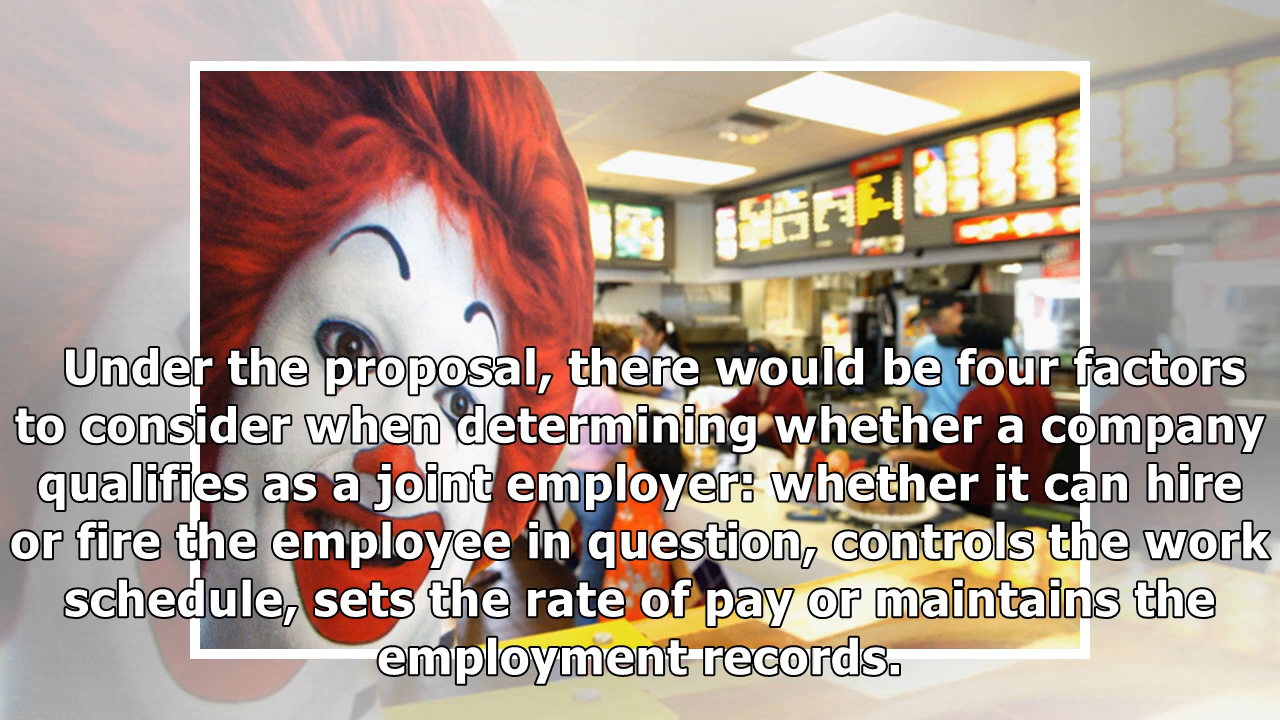 Under the proposal, there would be four factors
to consider when determining whether a company
qualifies as a joint employer: whether it can hire
or fire the employee in question, controls the work
schedule, sets the rate of pay or maintains the
employment records.